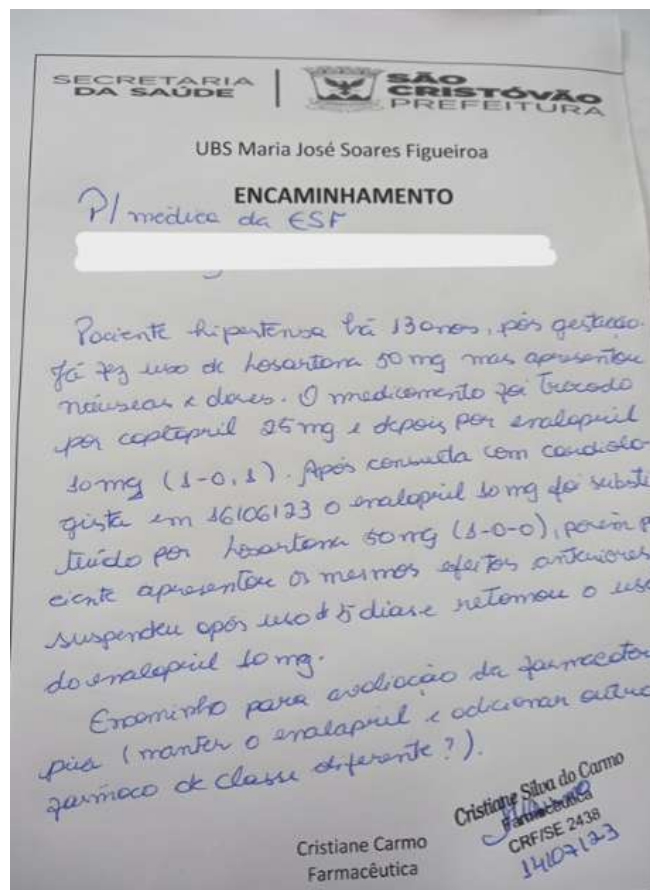 SECRETARIA
DA SAÚDE
SÃO
CRISTÓVÃO
PREFEITURA
UBS Maria José Soares Figueiroa
ENCAMINHAMENTO
P/ médica da ESF
Paciente hipertensa há 13 anos, pós gestação.
Já fez uso de Losartana 50 mg mas apresentou
náuseas e dores. O medicamento foi trocado
por captopril 25 mg e depois por enalapril
10 mg (1-0,1). Após consulta com cardiolo-
gista em 16/06/23 o enalapril 10 mg foi substi
tuído por Losartana 50 mg (1-0-0), porém p
ciente apresentou os mesmos efeitos anteriores
suspendeu após uso d 5 dias e retomou o uso
do enalapril 10 mg.
Encaminho para avaliação da farmacoter
pia (manter o enalapril e adicionar outro
fármaco de classe diferente?).
Cristiane Silva do Carmo
Farmacêutica
CRF/SE 2438
14/07/23
Cristiane Carmo
Farmacêutica